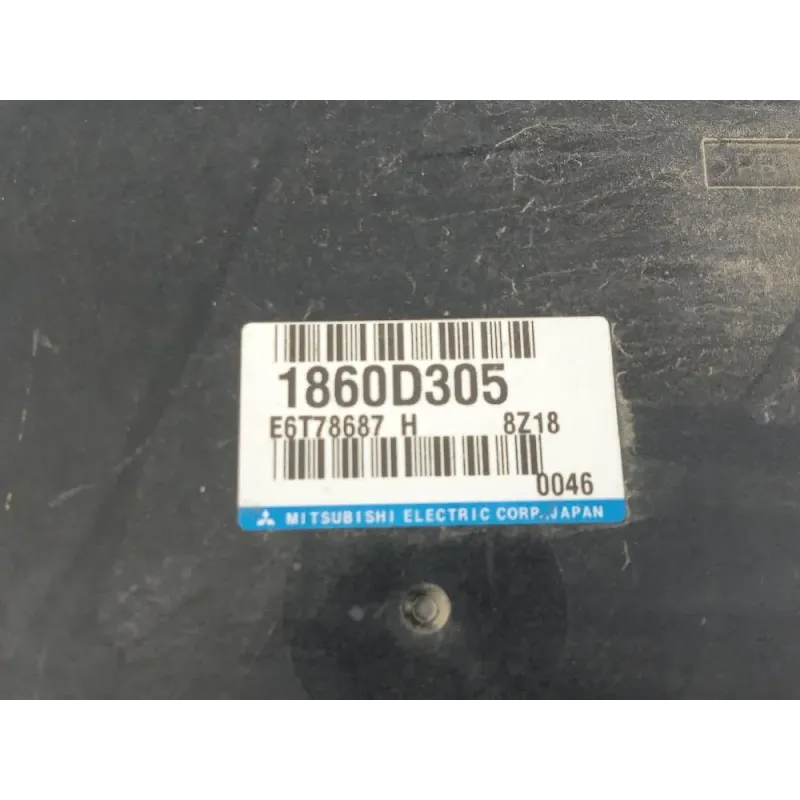 1860D305
E6T78687 H 8Z18
0046
MITSUBISHI ELECTRIC CORP.,JAPAN